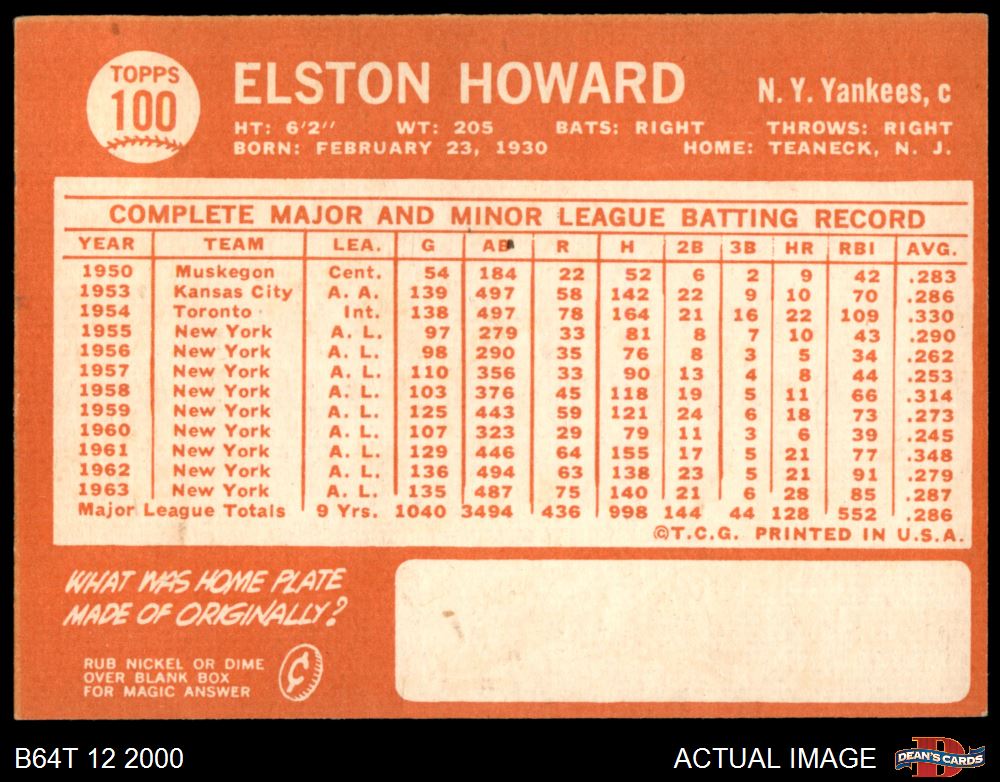 TOPPS
100
ELSTON HOWARD
N. Y. Yankees, c
HT: 6'2" WT: 205 BATS: RIGHT THROWS: RIGHT
BORN: FEBRUARY 23, 1930 HOME: TEANECK, N. J.
COMPLETE MAJOR AND MINOR LEAGUE BATTING RECORD
YEAR TEAM LEA. G AB R H 2B 3B HR RBI AVG.
1950 Muskegon Cent. 54 184 22 52 6 2 9 42 .283
1953 Kansas City A. A. 139 497 58 142 22 9 10 70 .286
1954 Toronto Int. 138 497 78 164 21 16 22 109 .330
1955 New York A. L. 97 279 33 81 8 7 10 43 .290
1956 New York A. L. 98 290 35 76 8 3 5 34 .262
1957 New York A. L. 110 356 33 90 13 4 8 44 .253
1958 New York A. L. 103 376 45 118 19 5 11 66 .314
1959 New York A. L. 125 443 59 121 24 6 18 73 .273
1960 New York A. L. 107 323 29 79 11 3 6 39 .245
1961 New York A. L. 129 446 64 155 17 5 21 77 .348
1962 New York A. L. 136 494 63 138 23 5 21 91 .279
1963 New York A. L. 135 487 75 140 21 6 28 85 .287
Major League Totals 9 Yrs. 1040 3494 436 998 144 44 128 552 .286
©T.C.G. PRINTED IN U.S.A.
WHAT WAS HOME PLATE
MADE OF ORIGINALLY?
RUB NICKEL OR DIME
OVER BLANK BOX
FOR MAGIC ANSWER
¢
B64T 12 2000
ACTUAL IMAGE
D
DEAN'S CARDS